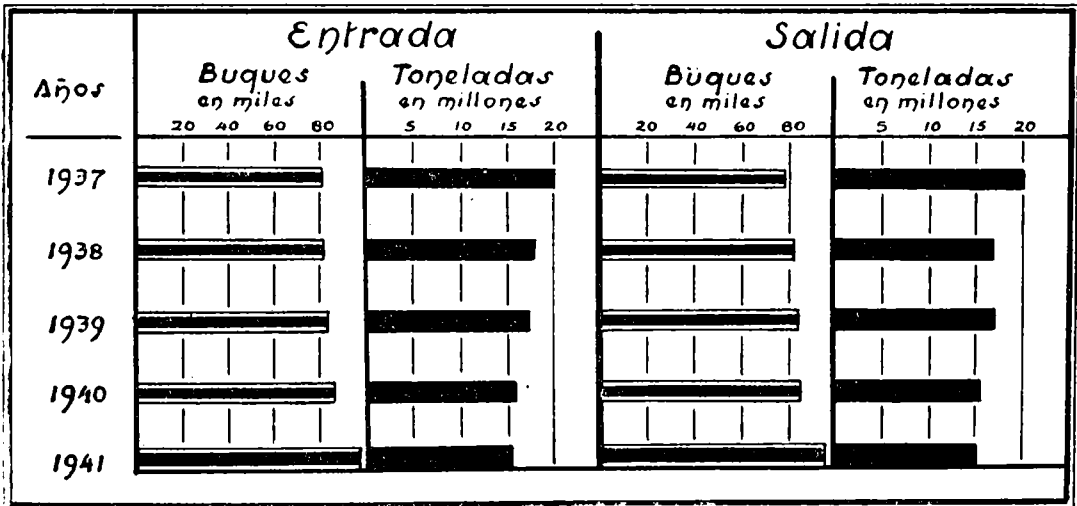 Entrada Salida
Años Buques Toneladas Büques Toneladas
en miles en millones en miles en millones
20 40 60 80 5 10 15 20 20 40 60 80 5 10 15 20
1937
1938
1939
1940
1941